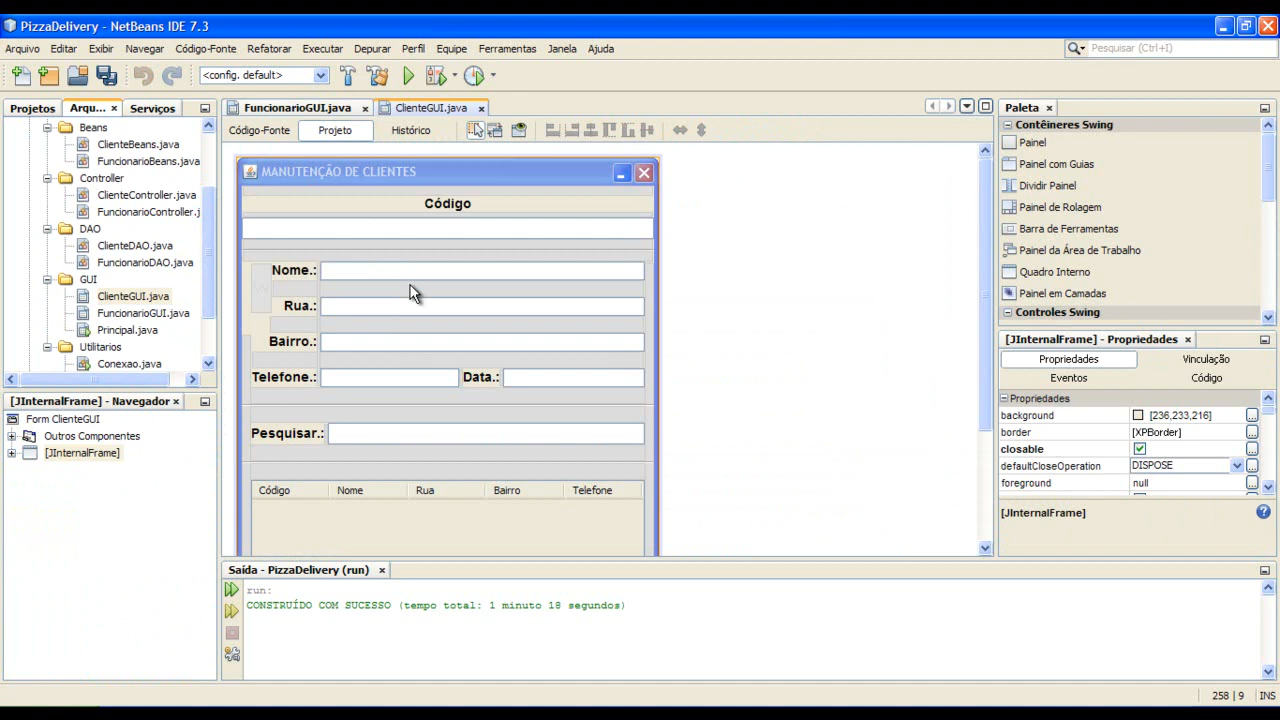 PizzaDelivery - NetBeans IDE 7.3
Arquivo Editar Exibir Navegar Código-Fonte Refatorar Executar Depurar Perfil Equipe Ferramentas Janela Ajuda
Pesquisar (Ctrl+I)
<config. default>
Projetos Arqu... Serviços
Beans
ClienteBeans.java
FuncionarioBeans.java
Controller
ClienteController.java
FuncionarioController.j
DAO
ClienteDAO.java
FuncionarioDAO.java
GUI
ClienteGUI.java
FuncionarioGUI.java
Principal.java
Utilitarios
Conexao.java
[JInternalFrame] - Navegador
Form ClienteGUI
Outros Componentes
[JInternalFrame]
FuncionarioGUI.java ClienteGUI.java
Código-Fonte Projeto Histórico
MANUTENÇÃO DE CLIENTES
Código
Nome.:
Rua.:
Bairro.:
Telefone.: Data.:
Pesquisar.:
Código Nome Rua Bairro Telefone
Paleta
Contêineres Swing
Painel
Painel com Guias
Dividir Painel
Painel de Rolagem
Barra de Ferramentas
Painel da Área de Trabalho
Quadro Interno
Painel em Camadas
Controles Swing
[JInternalFrame] - Propriedades
Propriedades Vinculação
Eventos Código
Propriedades
background [236,233,216]
border [XPBorder]
closable
defaultCloseOperation DISPOSE
foreground null
[JInternalFrame]
Saída - PizzaDelivery (run)
run:
CONSTRUÍDO COM SUCESSO (tempo total: 1 minuto 18 segundos)
258 | 9 INS